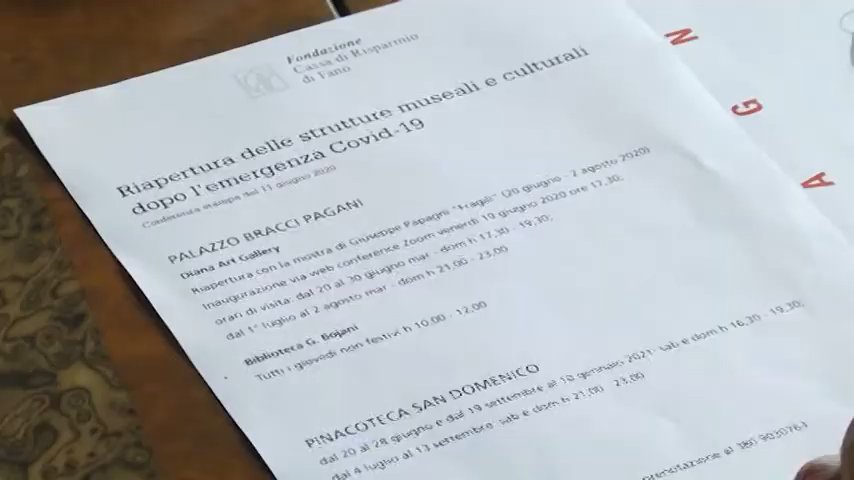 Fondazione
Cassa di Risparmio
di Fano
Riapertura delle strutture museali e culturali
dopo l'emergenza Covid-19
Conferenza stampa del 11 giugno 2020
PALAZZO BRACCI PAGANI
Diana Art Gallery
Riapertura con la mostra di Giuseppe Papagni "Fragili" (20 giugno - 2 agosto 2020)
Inaugurazione via web conference Zoom venerdì 19 giugno 2020 ore 17,30;
orari di visita: dal 20 al 30 giugno mar - dom h 17,30 - 19,30;
dal 1° luglio al 2 agosto mar - dom h 21,00 - 23,00
Biblioteca G. Bojani
Tutti i giovedì non festivi h 10,00 - 12,00
PINACOTECA SAN DOMENICO
dal 20 al 28 giugno e dal 19 settembre al 10 gennaio 2021: sab e dom h 16,30 - 19,30;
dal 4 luglio al 13 settembre: sab e dom h 21,00 - 23,00
prenotazione al 380 9030763
N
G
A